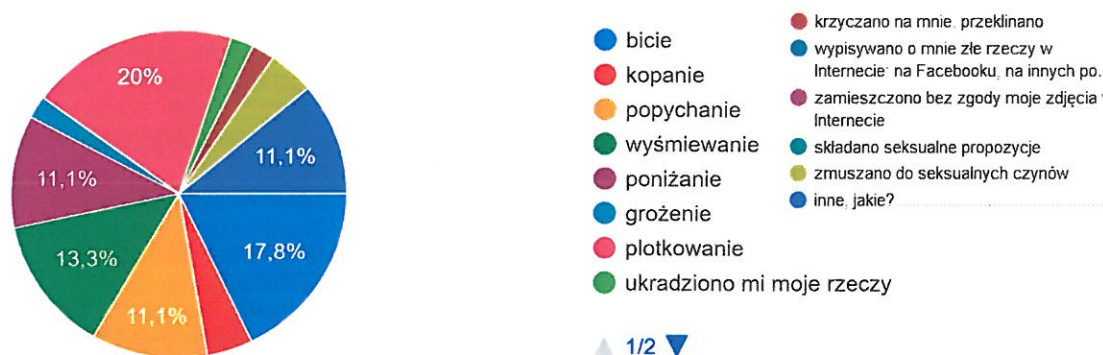 20%
11,1%
11,1%
13,3%
17,8%
11,1%
bicie
kopanie
popychanie
wyśmiewanie
poniżanie
grożenie
plotkowanie
ukradziono mi moje rzeczy
1/2
krzyczano na mnie, przeklinano
wypisywano o mnie złe rzeczy w
Internecie: na Facebooku, na innych po.
zamieszczono bez zgody moje zdjęcia
Internecie
składano seksualne propozycje
zmuszano do seksualnych czynów
inne, jakie?